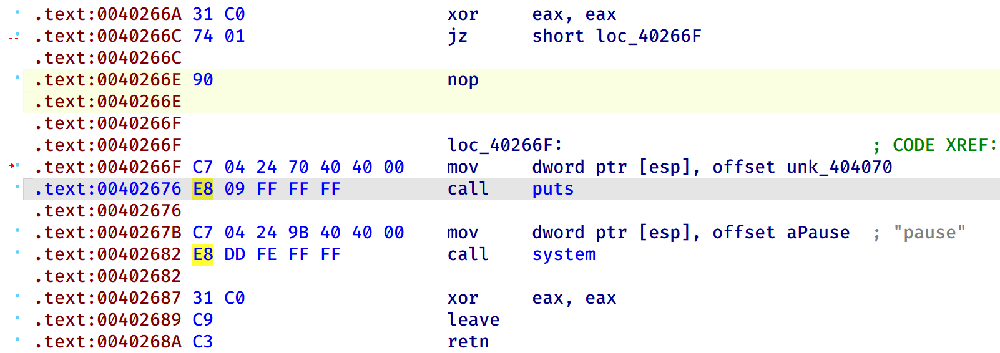 .text:0040266A 31 C0 xor eax, eax
.text:0040266C 74 01 jz short loc_40266F
.text:0040266C
.text:0040266E 90 nop
.text:0040266E
.text:0040266F
.text:0040266F loc_40266F: ; CODE XREF:
.text:0040266F C7 04 24 70 40 40 00 mov dword ptr [esp], offset unk_404070
.text:00402676 E8 09 FF FF FF call puts
.text:00402676
.text:0040267B C7 04 24 9B 40 40 00 mov dword ptr [esp], offset aPause ; "pause"
.text:00402682 E8 DD FE FF FF call system
.text:00402682
.text:00402687 31 C0 xor eax, eax
.text:00402689 C9 leave
.text:0040268A C3 retn